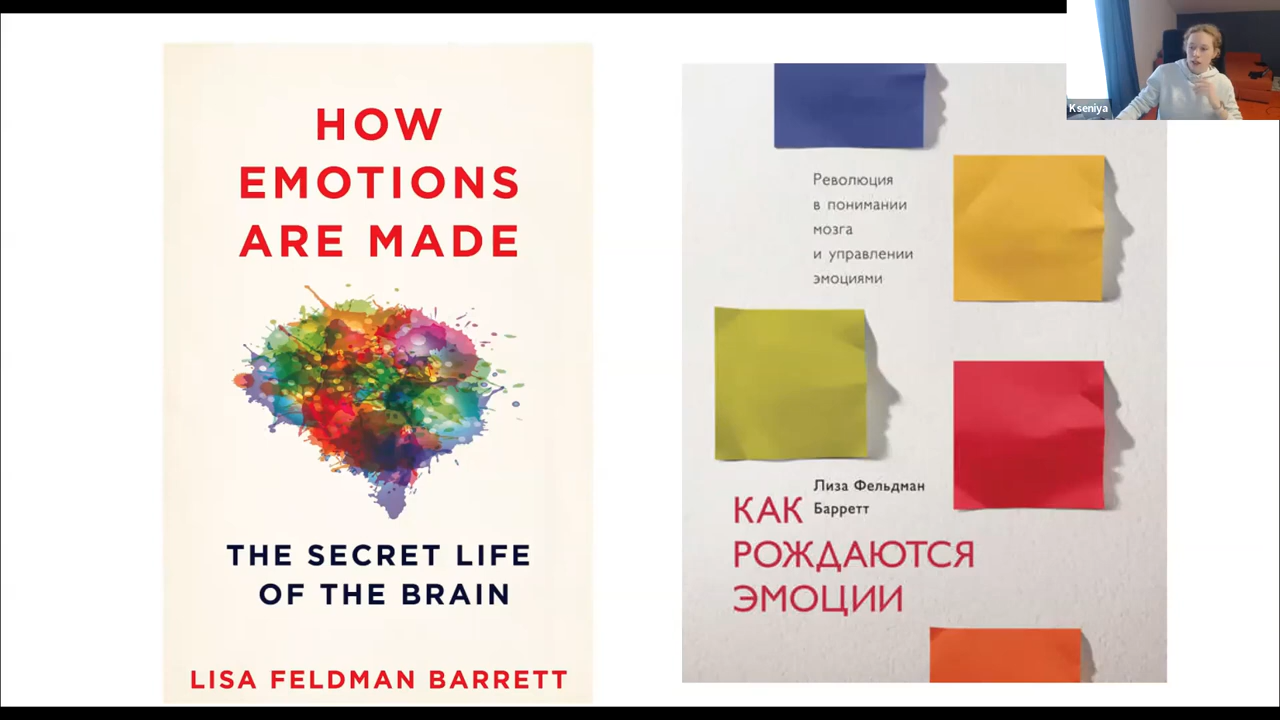 HOW
EMOTIONS
ARE MADE
THE SECRET LIFE
OF THE BRAIN
LISA FELDMAN BARRETT
Революция
в понимании
мозга
и управлении
эмоциями
Лиза Фельдман
Барретт
КАК
РОЖДАЮТСЯ
ЭМОЦИИ
Kseniya